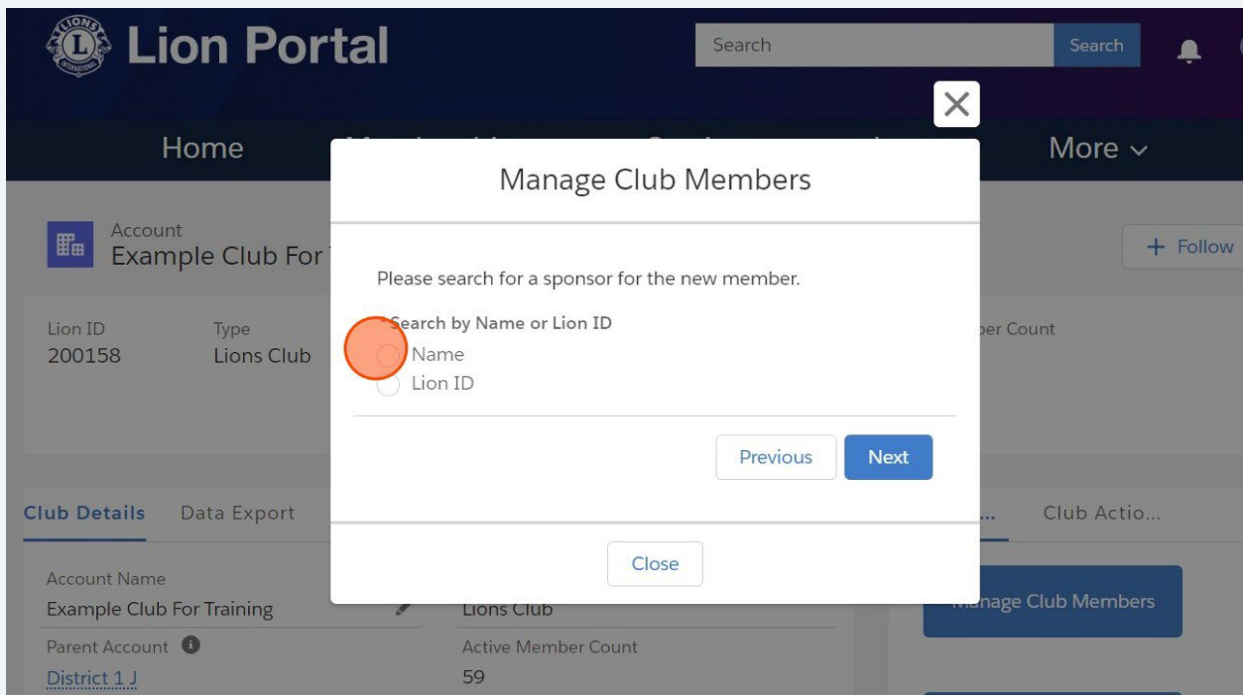 LIONS
L
INTERNATIONAL
Lion Portal
Search
Search
Home
More
Manage Club Members
Account
Example Club For
+ Follow
Please search for a sponsor for the new member.
* Search by Name or Lion ID
Name
Lion ID
Lion ID
200158
Type
Lions Club
Count
Previous
Next
Club Details
Data Export
...
Club Actio...
Close
Account Name
Example Club For Training
Lions Club
Manage Club Members
Parent Account
District 1 J
Active Member Count
59